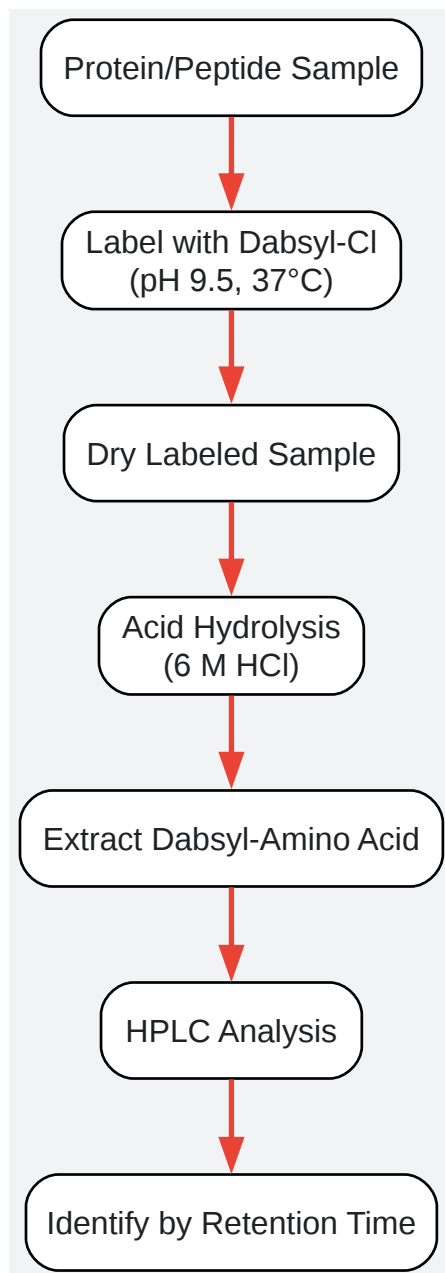 Protein/Peptide Sample
Label with Dabsyl-Cl
(pH 9.5, 37°C)
Dry Labeled Sample
Acid Hydrolysis
(6 M HCl)
Extract Dabsyl-Amino Acid
HPLC Analysis
Identify by Retention Time